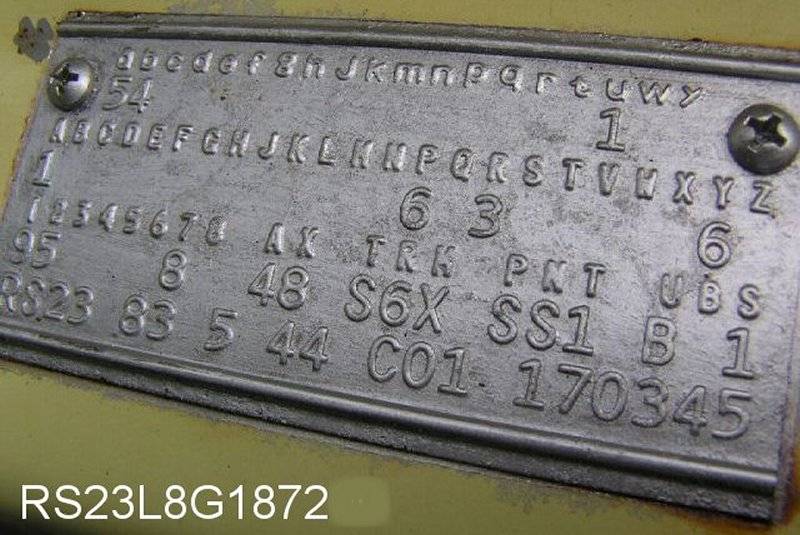 abcdefghJkmnpqrtuwy
54 1
ABCDEFGHJKLMNPQRSTVWXYZ
1 6 3 6
12345678 AX TRM PNT UBS
95 8 48 S6X SS1 B 1
RS23 83 5 44 C01 170345
RS23L8G1872